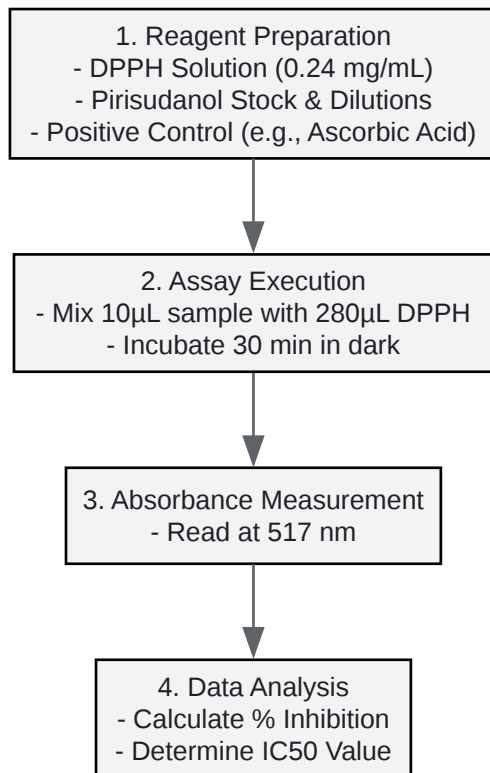 1. Reagent Preparation
- DPPH Solution (0.24 mg/mL)
- Pirisudanol Stock & Dilutions
- Positive Control (e.g., Ascorbic Acid)
2. Assay Execution
- Mix 10µL sample with 280µL DPPH
- Incubate 30 min in dark
3. Absorbance Measurement
- Read at 517 nm
4. Data Analysis
- Calculate % Inhibition
- Determine IC50 Value